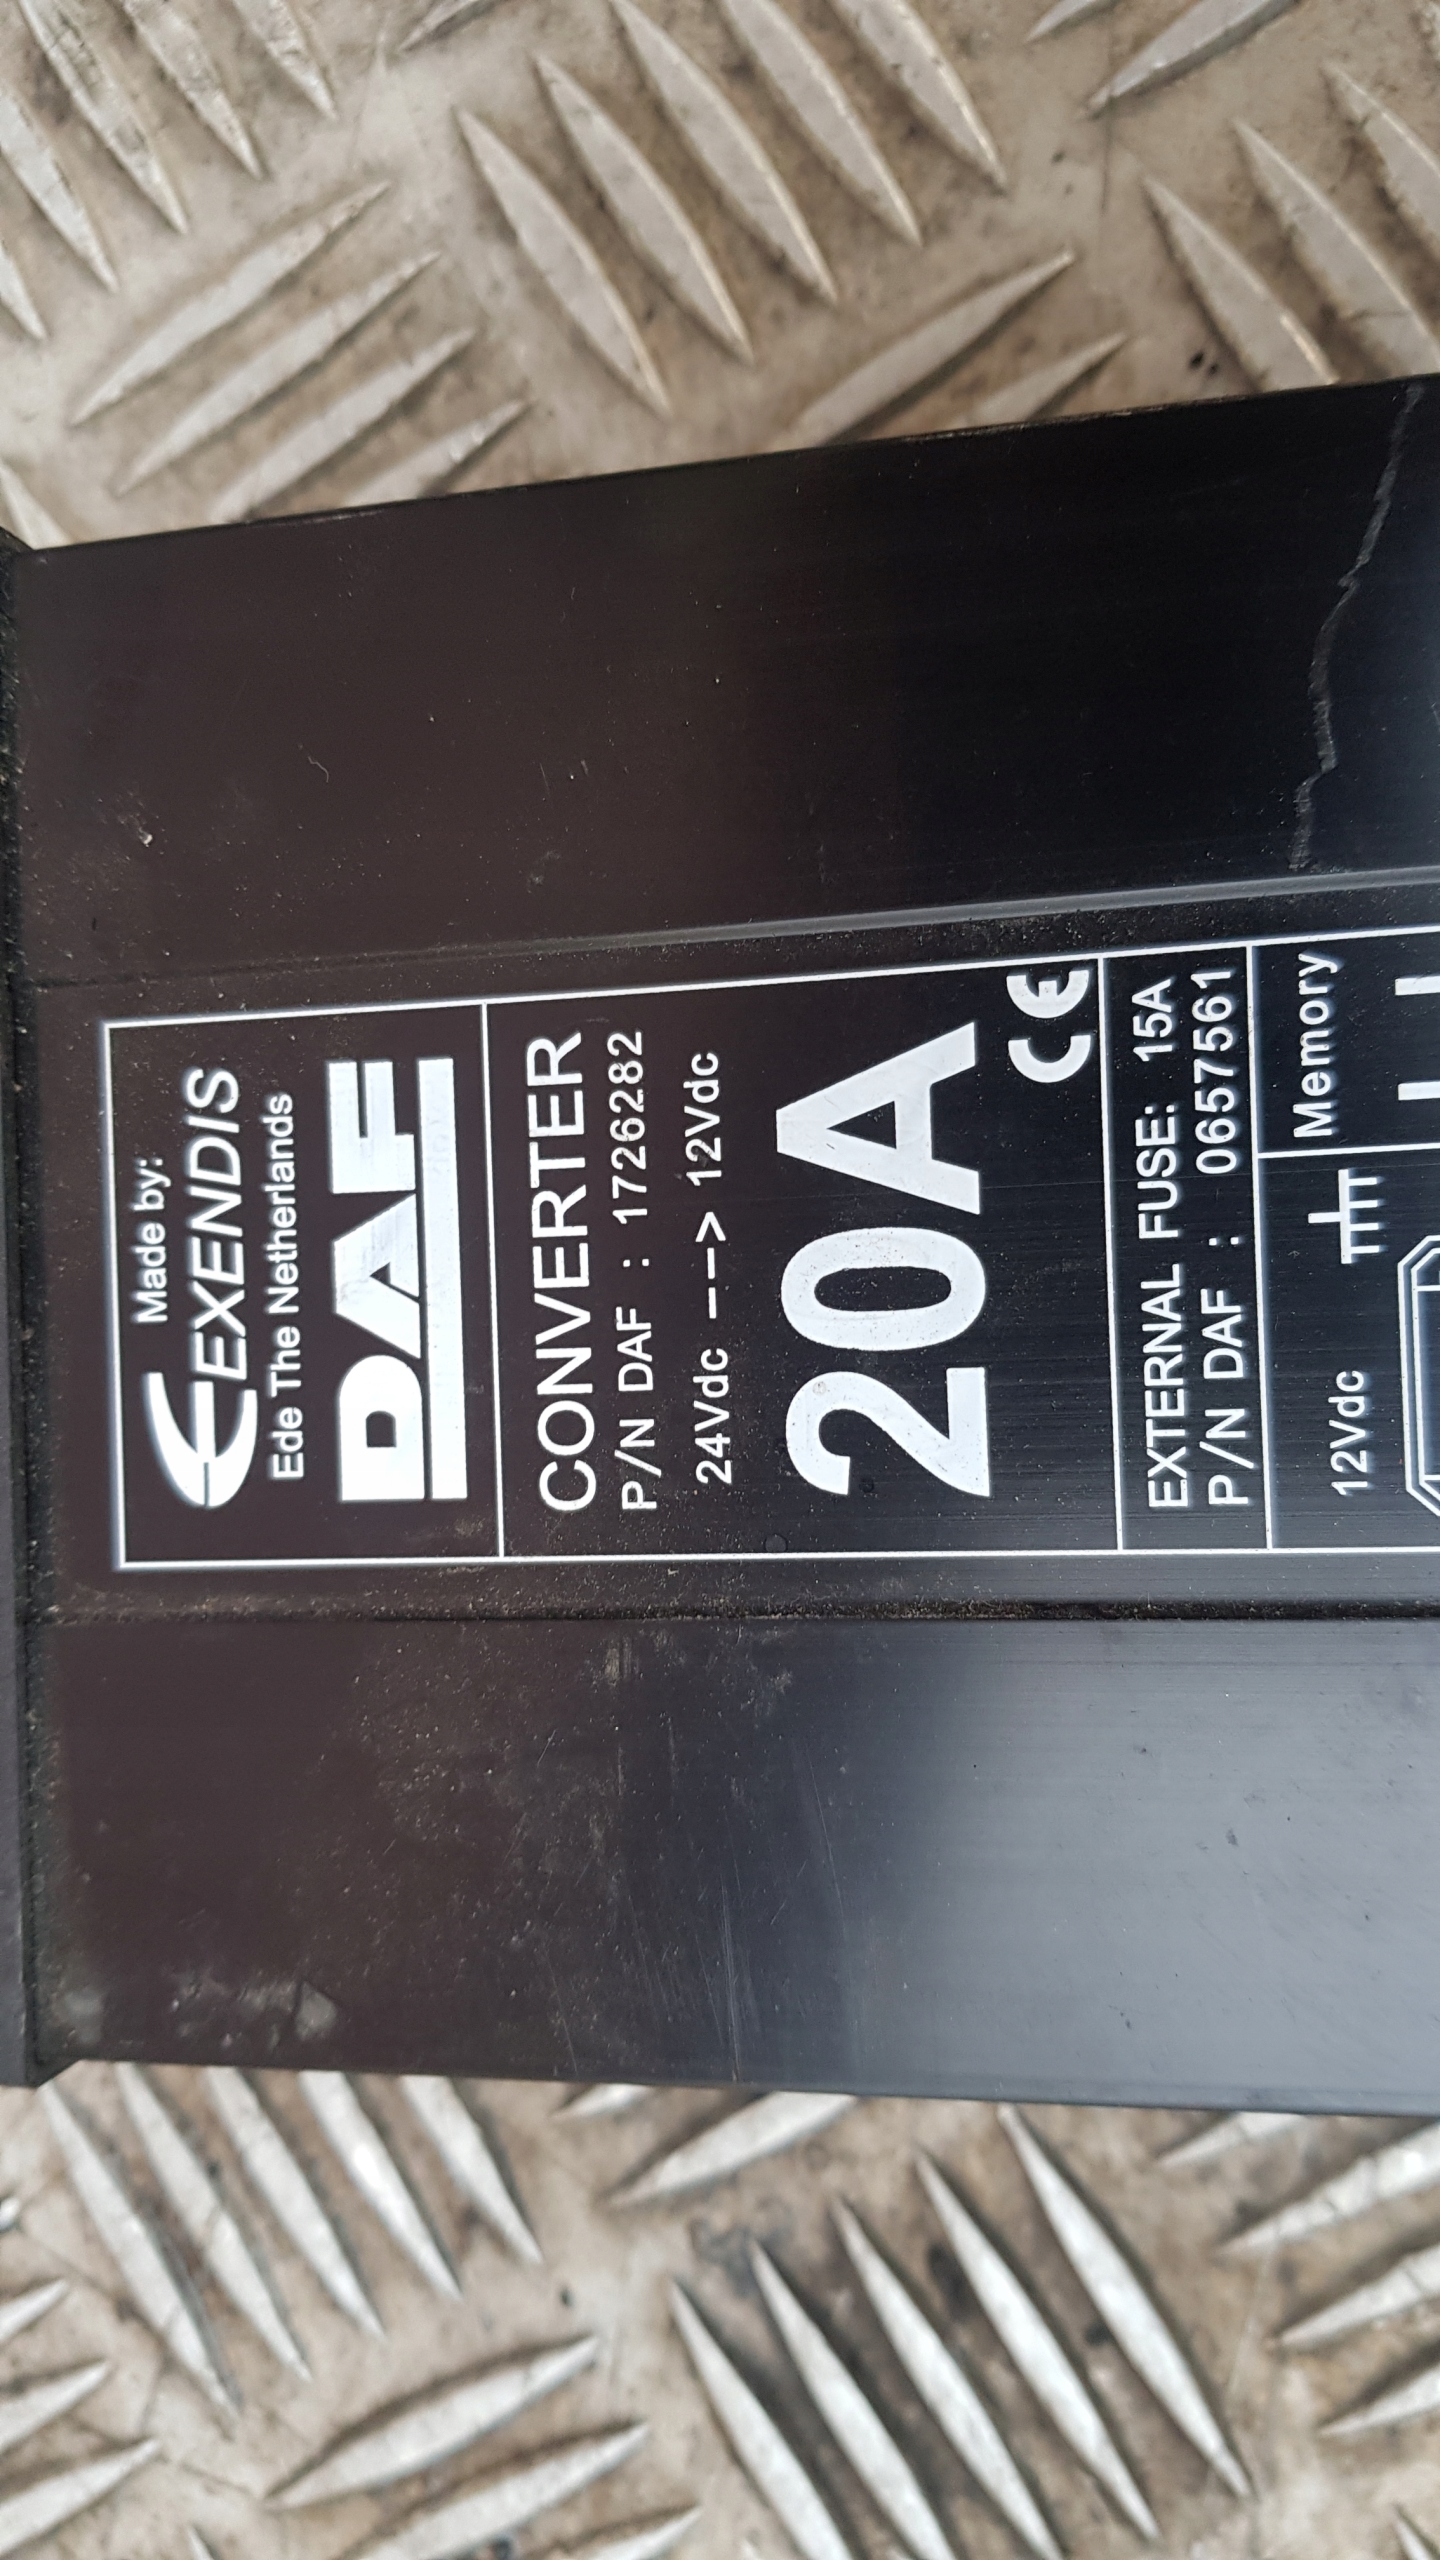 Made by:
EXENDIS
Ede The Netherlands
DAF
CONVERTER
P/N DAF : 1726282
24Vdc --> 12Vdc
20A
CE
EXTERNAL FUSE: 15A
P/N DAF : 0657561
Memory
12Vdc